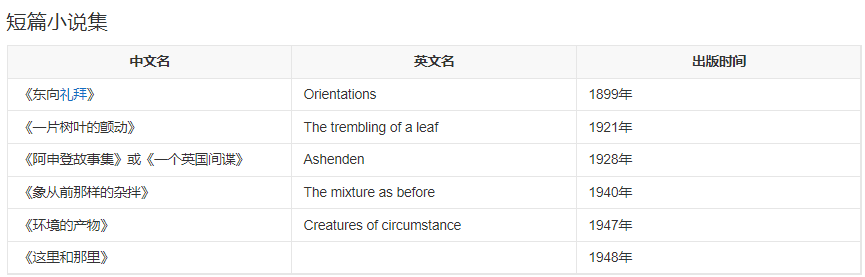 短篇小说集
中文名 英文名 出版时间
《东向礼拜》 Orientations 1899年
《一片树叶的颤动》 The trembling of a leaf 1921年
《阿申登故事集》或《一个英国间谍》 Ashenden 1928年
《象从前那样的杂拌》 The mixture as before 1940年
《环境的产物》 Creatures of circumstance 1947年
《这里和那里》 1948年